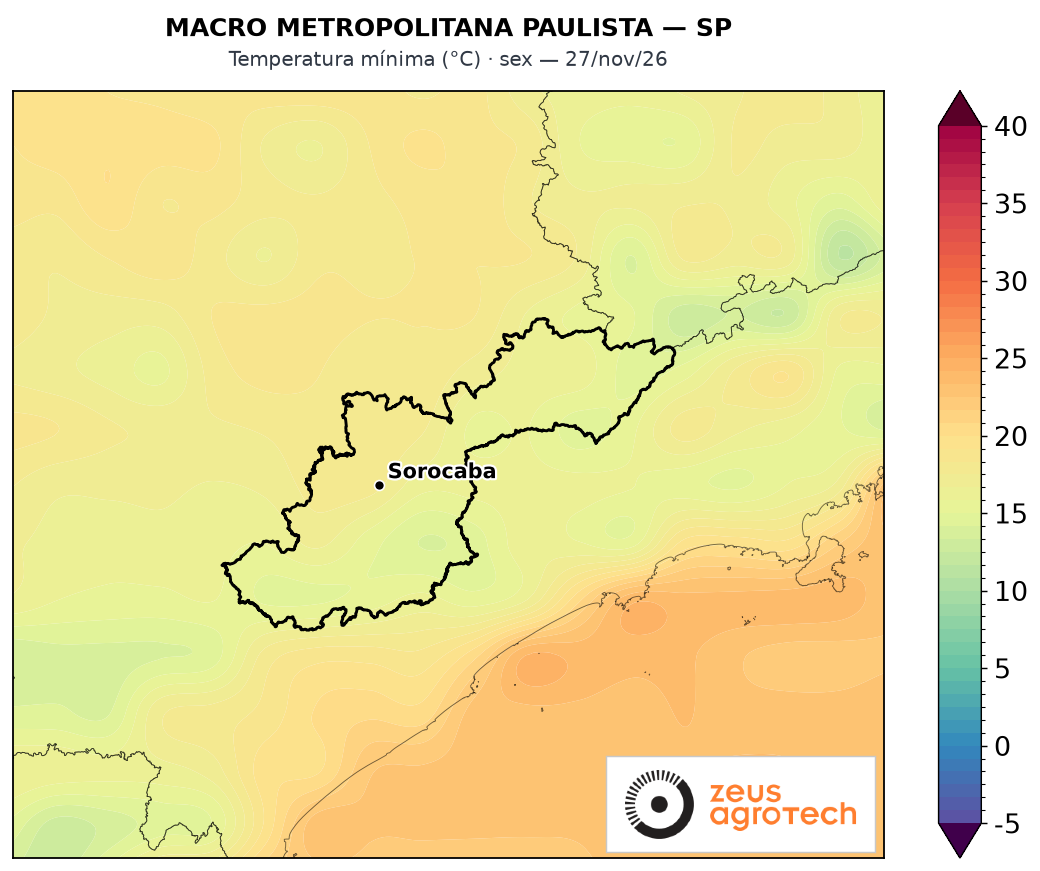 MACRO METROPOLITANA PAULISTA — SP
Temperatura mínima (°C) · sex — 27/nov/26
Sorocaba
40
35
30
25
20
15
10
5
0
-5
zeus
agrotech